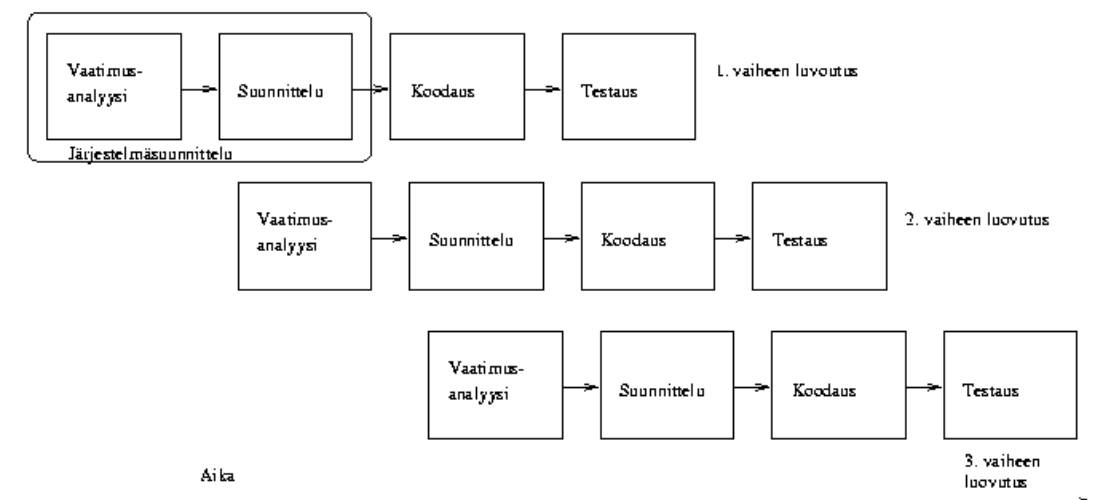 Vaatimus-
analyysi
Suunnittelu
Koodaus
Testaus
1. vaiheen luvoutus
Järjestelmäsuunnittelu
Vaatimus-
analyysi
Suunnittelu
Koodaus
Testaus
2. vaiheen luovutus
Vaatimus-
analyysi
Suunnittelu
Koodaus
Testaus
3. vaiheen
luovutus
Aika